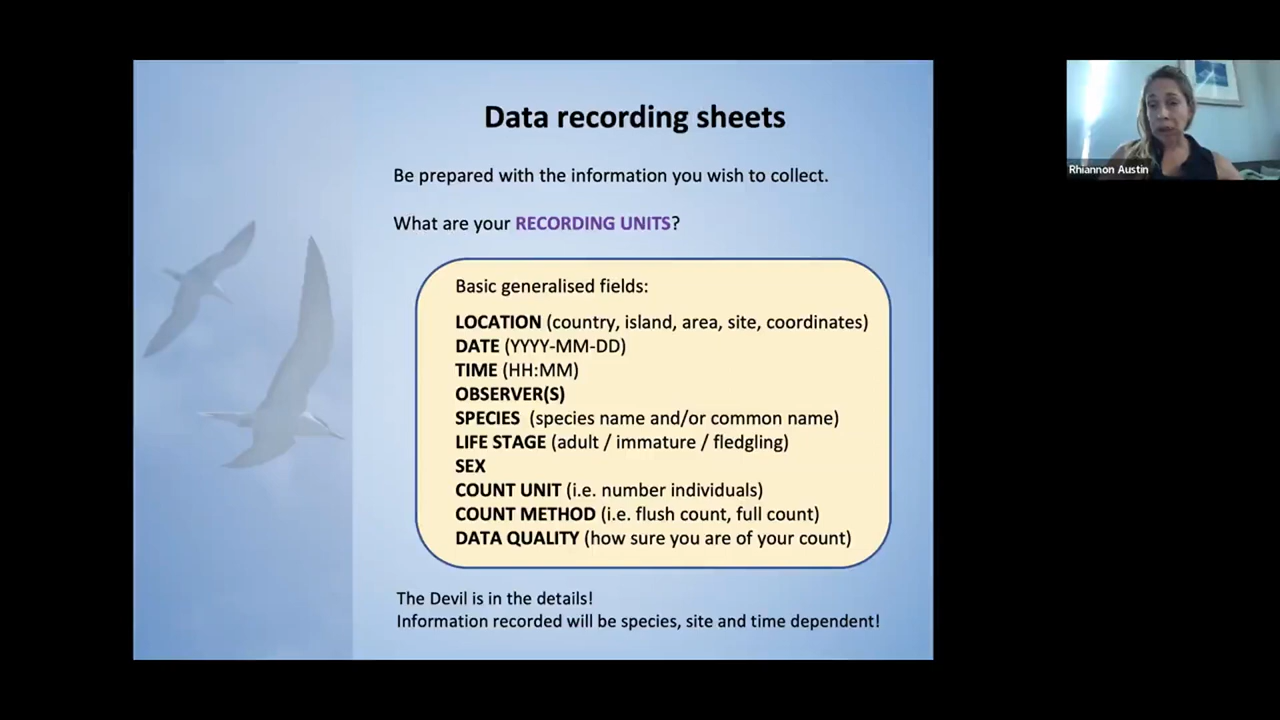 Data recording sheets
Be prepared with the information you wish to collect.
What are your RECORDING UNITS?
Basic generalised fields:
LOCATION (country, island, area, site, coordinates)
DATE (YYYY-MM-DD)
TIME (HH:MM)
OBSERVER(S)
SPECIES (species name and/or common name)
LIFE STAGE (adult / immature / fledgling)
SEX
COUNT UNIT (i.e. number individuals)
COUNT METHOD (i.e. flush count, full count)
DATA QUALITY (how sure you are of your count)
The Devil is in the details!
Information recorded will be species, site and time dependent!
Rhiannon Austin